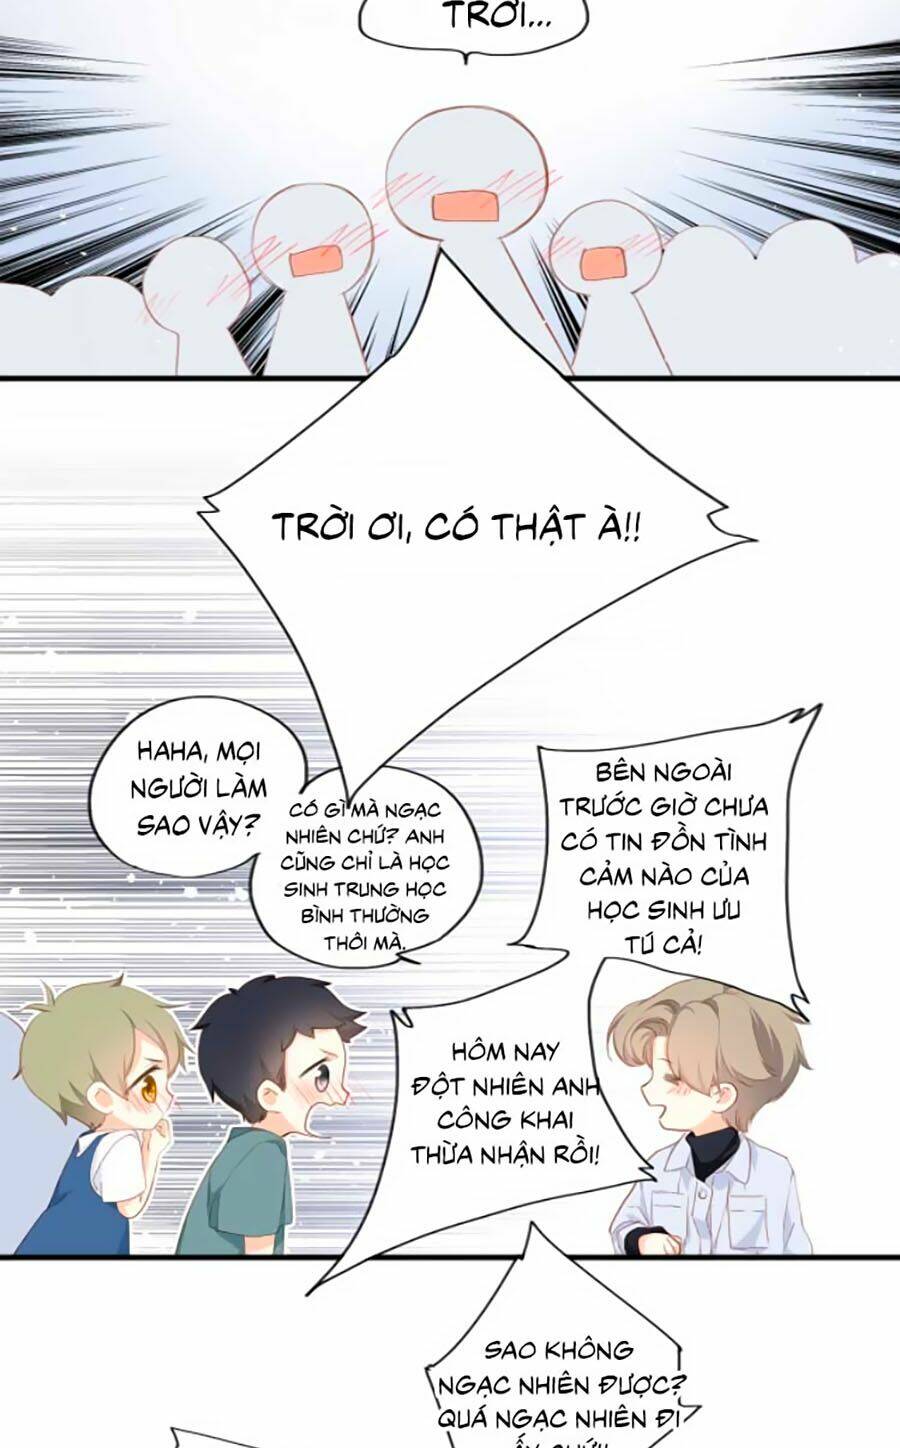 TRỜI...
TRỜI ƠI, CÓ THẬT À!!
HAHA, MỌI
NGƯỜI LÀM
SAO VẬY?
CÓ GÌ MÀ NGẠC
NHIÊN CHỨ? ANH
CŨNG CHỈ LÀ HỌC
SINH TRUNG HỌC
BÌNH THƯỜNG
THÔI MÀ.
BÊN NGOÀI
TRƯỚC GIỜ CHƯA
CÓ TIN ĐỒN TÌNH
CẢM NÀO CỦA
HỌC SINH ƯU
TÚ CẢ!
HÔM NAY
ĐỘT NHIÊN ANH
CÔNG KHAI
THỪA NHẬN RỒI!
SAO KHÔNG
NGẠC NHIÊN ĐƯỢC?
QUÁ NGẠC NHIÊN ĐI
ẤY CHỨ!!